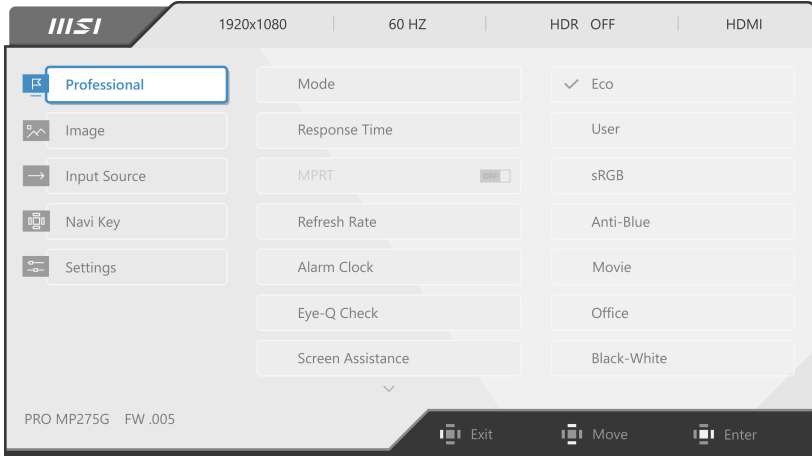 msi 1920x1080 60 HZ HDR OFF HDMI
Professional Mode Eco
Image Response Time User
Input Source MPRT OFF sRGB
Navi Key Refresh Rate Anti-Blue
Settings Alarm Clock Movie
Eye-Q Check Office
Screen Assistance Black-White
PRO MP275G FW .005
Exit Move Enter